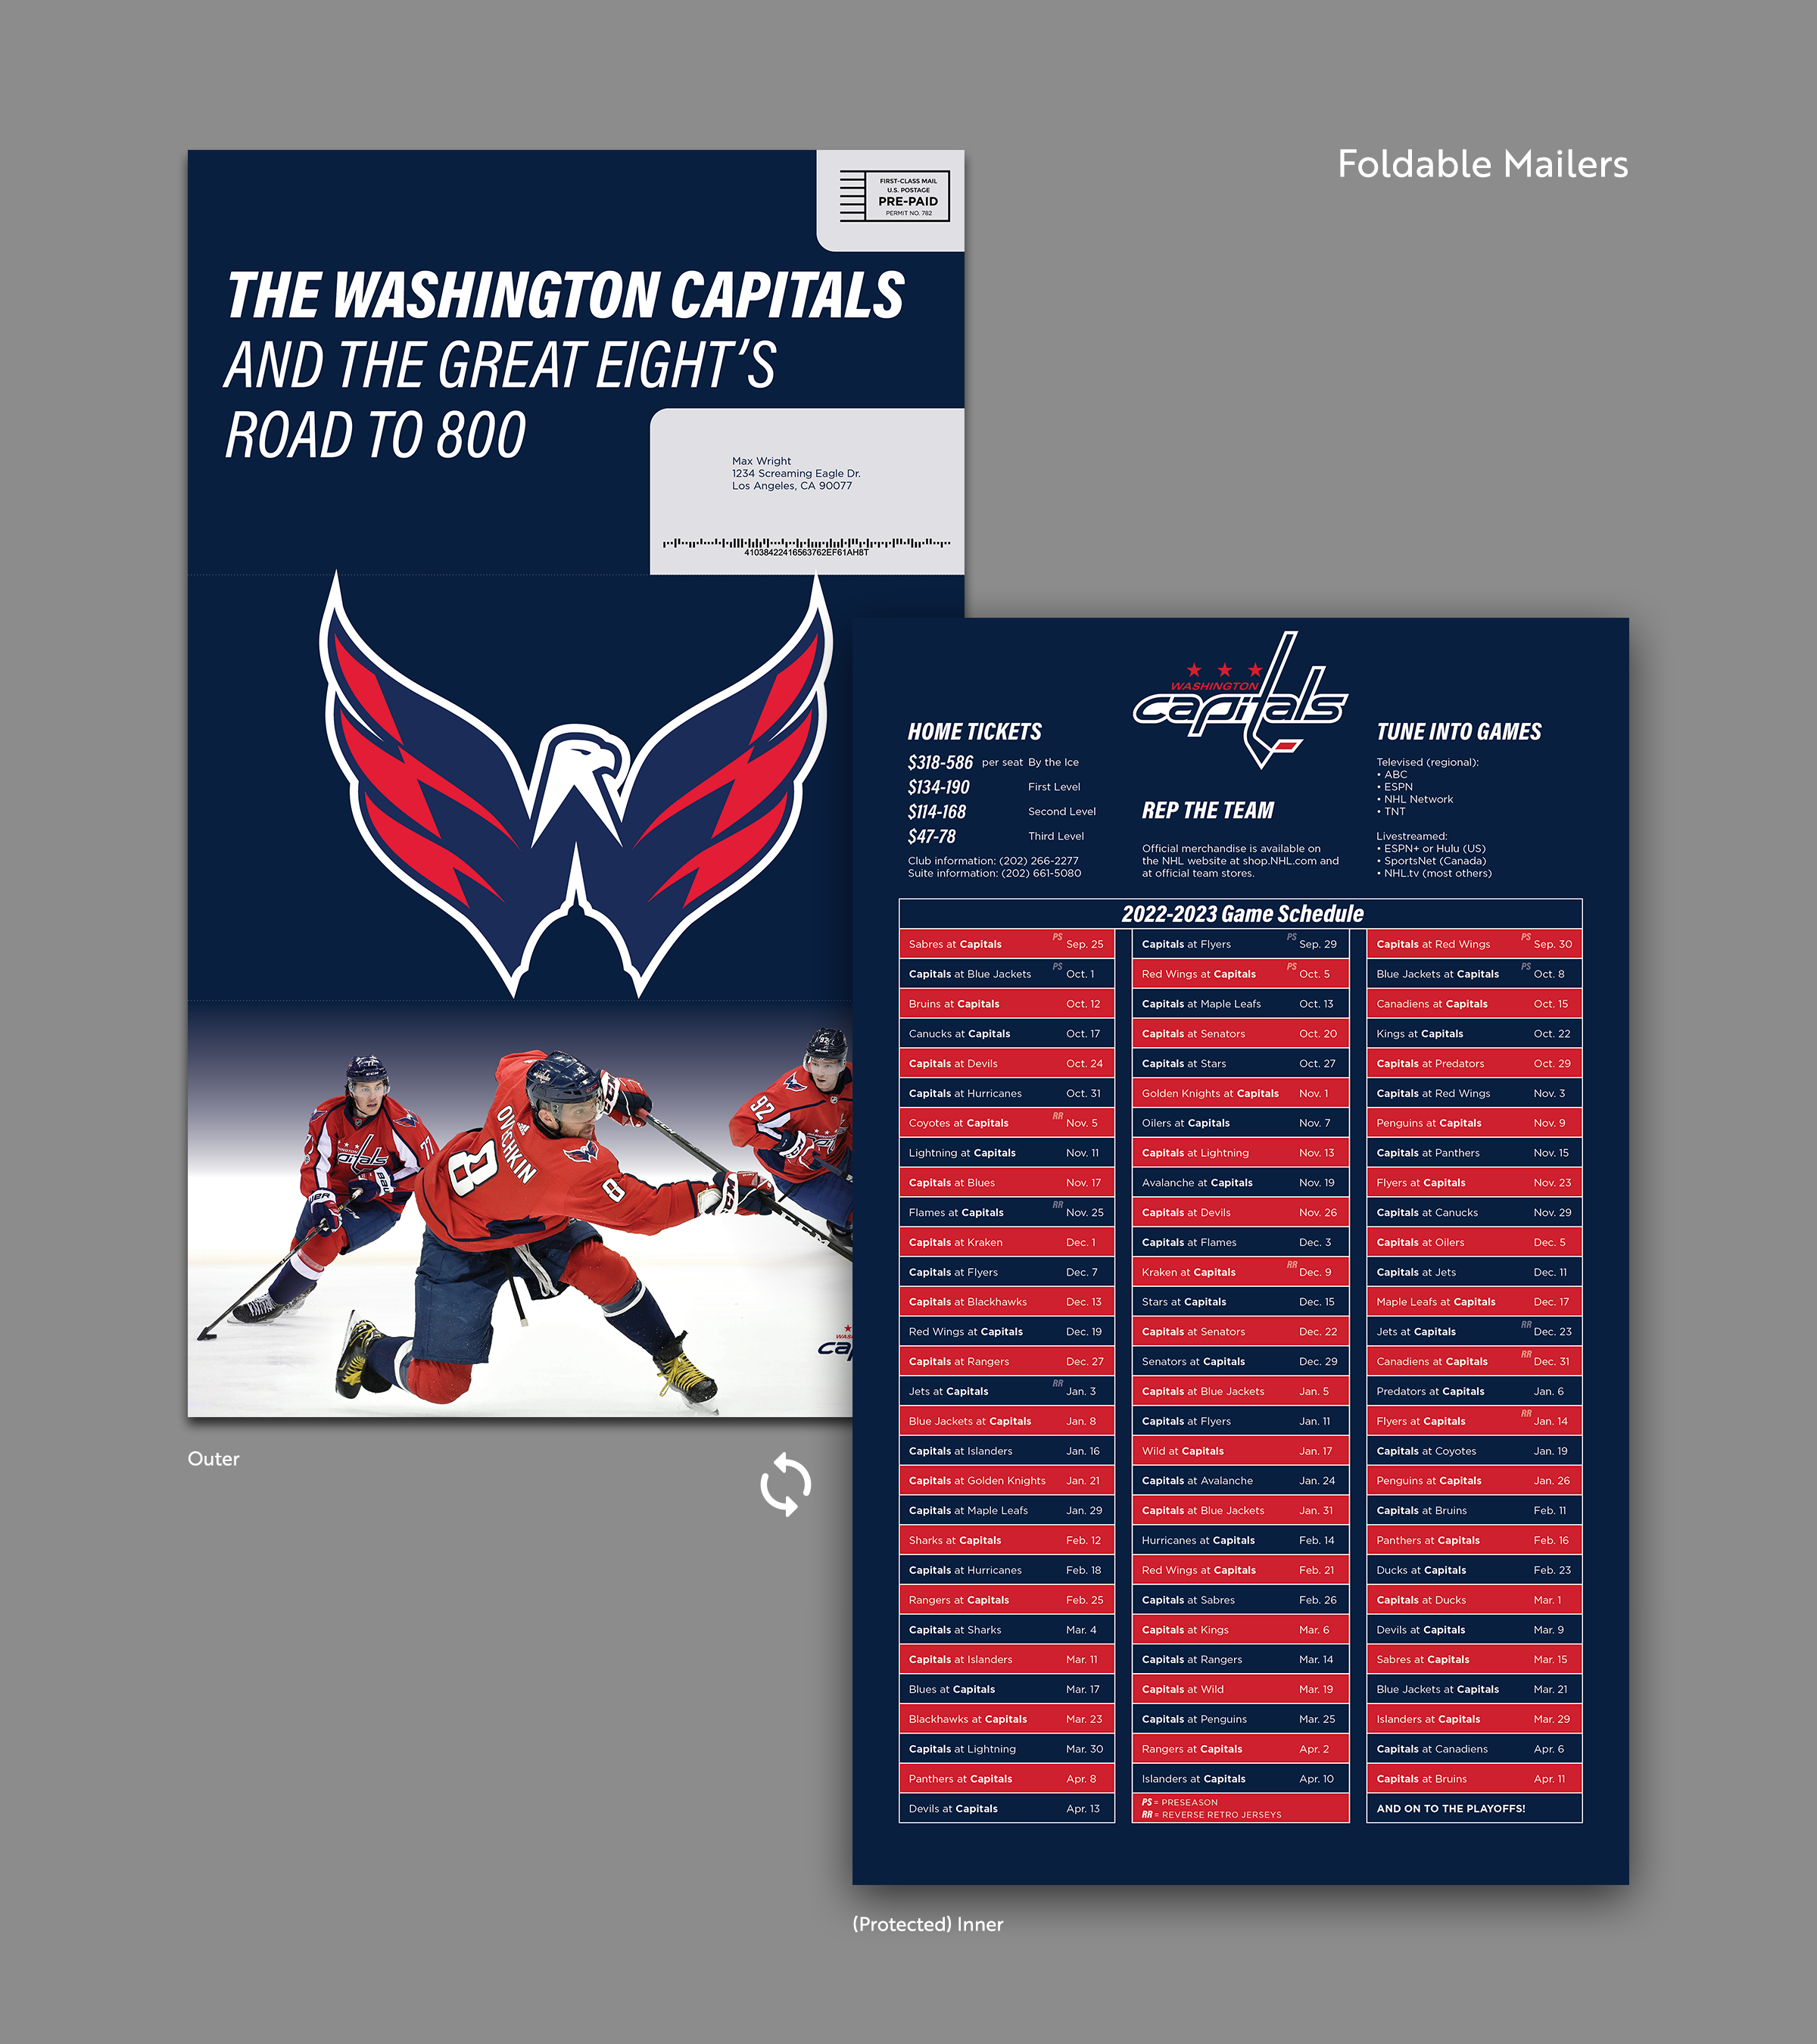 Foldable Mailers
FIRST-CLASS MAIL
U.S. POSTAGE
PRE-PAID
PERMIT NO. 782
THE WASHINGTON CAPITALS
AND THE GREAT EIGHT'S
ROAD TO 800
Max Wright
1234 Screaming Eagle Dr.
Los Angeles, CA 90077
41038422416563762EF61AH8T
77
capitals
77
OVECHKIN
8
8
92
92
Outer
WASHINGTON
capitals
HOME TICKETS
$318-586 per seat By the Ice
$134-190 First Level
$114-168 Second Level
$47-78 Third Level
Club information: (202) 266-2277
Suite information: (202) 661-5080
REP THE TEAM
Official merchandise is available on
the NHL website at shop.NHL.com and
at official team stores.
TUNE INTO GAMES
Televised (regional):
• ABC
• ESPN
• NHL Network
• TNT
Livestreamed:
• ESPN+ or Hulu (US)
• SportsNet (Canada)
• NHL.tv (most others)
2022-2023 Game Schedule
Sabres at Capitals PS Sep. 25
Capitals at Flyers PS Sep. 29
Capitals at Red Wings PS Sep. 30
Capitals at Blue Jackets PS Oct. 1
Red Wings at Capitals PS Oct. 5
Blue Jackets at Capitals PS Oct. 8
Bruins at Capitals Oct. 12
Capitals at Maple Leafs Oct. 13
Canadiens at Capitals Oct. 15
Canucks at Capitals Oct. 17
Capitals at Senators Oct. 20
Kings at Capitals Oct. 22
Capitals at Devils Oct. 24
Capitals at Stars Oct. 27
Capitals at Predators Oct. 29
Capitals at Hurricanes Oct. 31
Golden Knights at Capitals Nov. 1
Capitals at Red Wings Nov. 3
Coyotes at Capitals RR Nov. 5
Oilers at Capitals Nov. 7
Penguins at Capitals Nov. 9
Lightning at Capitals Nov. 11
Capitals at Lightning Nov. 13
Capitals at Panthers Nov. 15
Capitals at Blues Nov. 17
Avalanche at Capitals Nov. 19
Flyers at Capitals Nov. 23
Flames at Capitals RR Nov. 25
Capitals at Devils Nov. 26
Capitals at Canucks Nov. 29
Capitals at Kraken Dec. 1
Capitals at Flames Dec. 3
Capitals at Oilers Dec. 5
Capitals at Flyers Dec. 7
Kraken at Capitals RR Dec. 9
Capitals at Jets Dec. 11
Capitals at Blackhawks Dec. 13
Stars at Capitals Dec. 15
Maple Leafs at Capitals Dec. 17
Red Wings at Capitals Dec. 19
Capitals at Senators Dec. 22
Jets at Capitals RR Dec. 23
Capitals at Rangers Dec. 27
Senators at Capitals Dec. 29
Canadiens at Capitals RR Dec. 31
Jets at Capitals RR Jan. 3
Capitals at Blue Jackets Jan. 5
Predators at Capitals Jan. 6
Blue Jackets at Capitals Jan. 8
Capitals at Flyers Jan. 11
Flyers at Capitals RR Jan. 14
Capitals at Islanders Jan. 16
Wild at Capitals Jan. 17
Capitals at Coyotes Jan. 19
Capitals at Golden Knights Jan. 21
Capitals at Avalanche Jan. 24
Penguins at Capitals Jan. 26
Capitals at Maple Leafs Jan. 29
Capitals at Blue Jackets Jan. 31
Capitals at Bruins Feb. 11
Sharks at Capitals Feb. 12
Hurricanes at Capitals Feb. 14
Panthers at Capitals Feb. 16
Capitals at Hurricanes Feb. 18
Red Wings at Capitals Feb. 21
Ducks at Capitals Feb. 23
Rangers at Capitals Feb. 25
Capitals at Sabres Feb. 26
Capitals at Ducks Mar. 1
Capitals at Sharks Mar. 4
Capitals at Kings Mar. 6
Devils at Capitals Mar. 9
Capitals at Islanders Mar. 11
Capitals at Rangers Mar. 14
Sabres at Capitals Mar. 15
Blues at Capitals Mar. 17
Capitals at Wild Mar. 19
Blue Jackets at Capitals Mar. 21
Blackhawks at Capitals Mar. 23
Capitals at Penguins Mar. 25
Islanders at Capitals Mar. 29
Capitals at Lightning Mar. 30
Rangers at Capitals Apr. 2
Capitals at Canadiens Apr. 6
Panthers at Capitals Apr. 8
Islanders at Capitals Apr. 10
Capitals at Bruins Apr. 11
Devils at Capitals Apr. 13
PS = PRESEASON
RR = REVERSE RETRO JERSEYS
AND ON TO THE PLAYOFFS!
(Protected) Inner